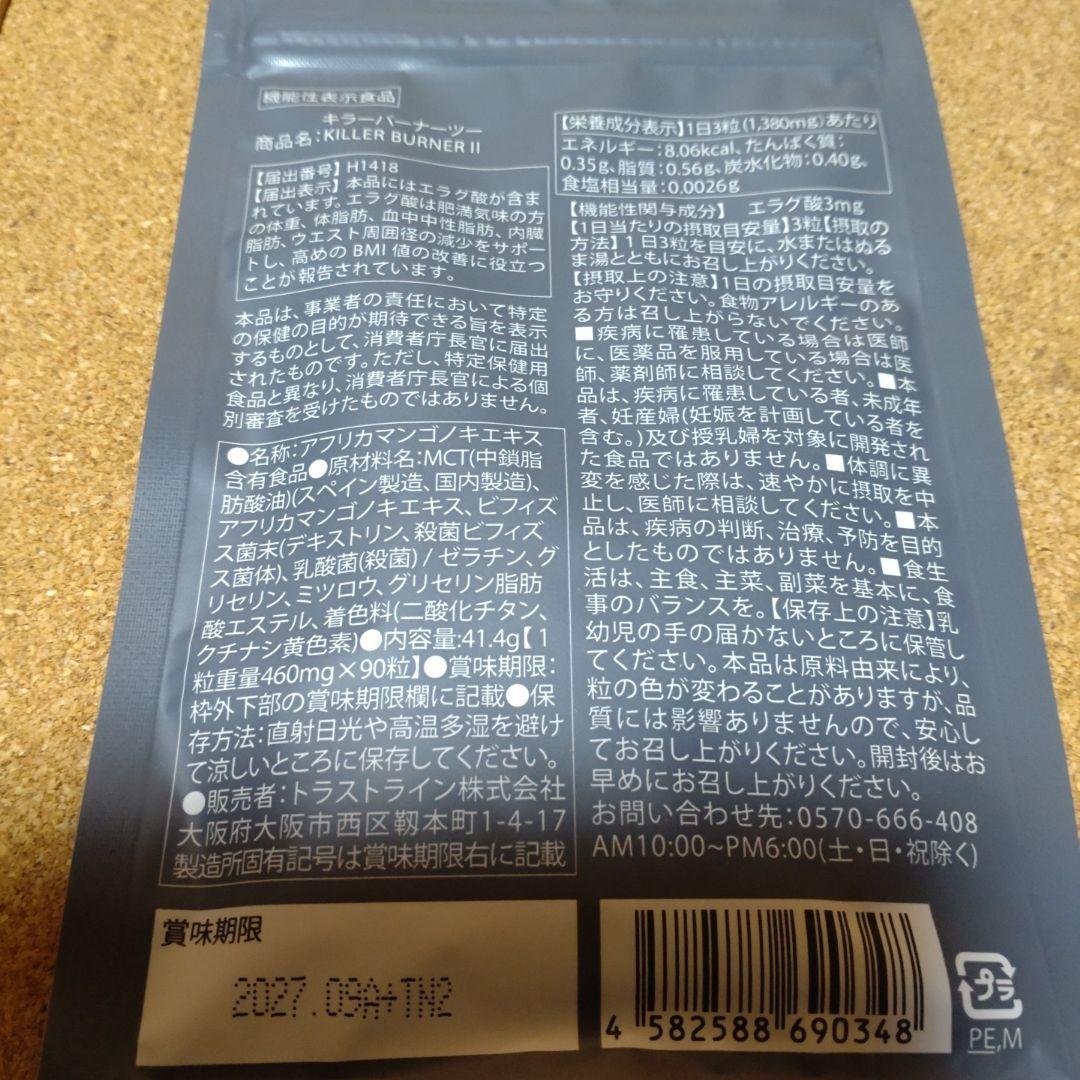 機能性表示食品
キラーバーナーツー
商品名：KILLER BURNER II
【届出番号】H1418
【届出表示】本品にはエラグ酸が含ま
れています。エラグ酸は肥満気味の方
の体重、体脂肪、血中中性脂肪、内臓
脂肪、ウエスト周囲径の減少をサポー
トし、高めのBMI値の改善に役立つ
ことが報告されています。
本品は、事業者の責任において特定
の保健の目的が期待できる旨を表示
するものとして、消費者庁長官に届出
されたものです。ただし、特定保健用
食品と異なり、消費者庁長官による個
別審査を受けたものではありません。
●名称：アフリカマンゴノキエキス
含有食品●原材料名：MCT(中鎖脂
肪酸油)(スペイン製造、国内製造)、
アフリカマンゴノキエキス、ビフィズ
ス菌末(デキストリン、殺菌ビフィズ
ス菌体)、乳酸菌(殺菌) / ゼラチン、グ
リセリン、ミツロウ、グリセリン脂肪
酸エステル、着色料(二酸化チタン、
クチナシ黄色素)●内容量:41.4g【1
粒重量460mg×90粒】●賞味期限：
枠外下部の賞味期限欄に記載●保
存方法：直射日光や高温多湿を避け
て涼しいところに保存してください。
●販売者：トラストライン株式会社
大阪府大阪市西区靱本町1-4-17
製造所固有記号は賞味期限右に記載
【栄養成分表示】1日3粒(1,380mg)あたり
エネルギー：8.06kcal、たんぱく質：
0.35g、脂質：0.56g、炭水化物：0.40g、
食塩相当量：0.0026g
【機能性関与成分】 エラグ酸3mg
【1日当たりの摂取目安量】3粒【摂取の
方法】1日3粒を目安に、水またはぬる
ま湯とともにお召し上がりください。
【摂取上の注意】1日の摂取目安量を
お守りください。食物アレルギーのあ
る方は召し上がらないでください。
■疾病に罹患している場合は医師
に、医薬品を服用している場合は医
師、薬剤師に相談してください。■本
品は、疾病に罹患している者、未成年
者、妊産婦(妊娠を計画している者を
含む。)及び授乳婦を対象に開発され
た食品ではありません。■体調に異
変を感じた際は、速やかに摂取を中
止し、医師に相談してください。■本
品は、疾病の判断、治療、予防を目的
としたものではありません。■食生
活は、主食、主菜、副菜を基本に、食
事のバランスを。【保存上の注意】乳
幼児の手の届かないところに保管し
てください。本品は原料由来により、
粒の色が変わることがありますが、品
質には影響ありませんので、安心し
てお召し上がりください。開封後はお
早めにお召し上がりください。
お問い合わせ先：0570-666-408
AM10:00~PM6:00(土・日・祝除く)
賞味期限
2027.09A+TN2
4 582588 690348
プラ
PE,M